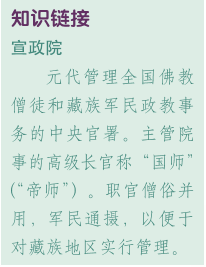 知识链接
宣政院
元代管理全国佛教
僧徒和藏族军民政教事
务的中央官署。主管院
事的高级长官称“国师”
(“帝师”)。职官僧俗并
用，军民通摄，以便于
对藏族地区实行管理。